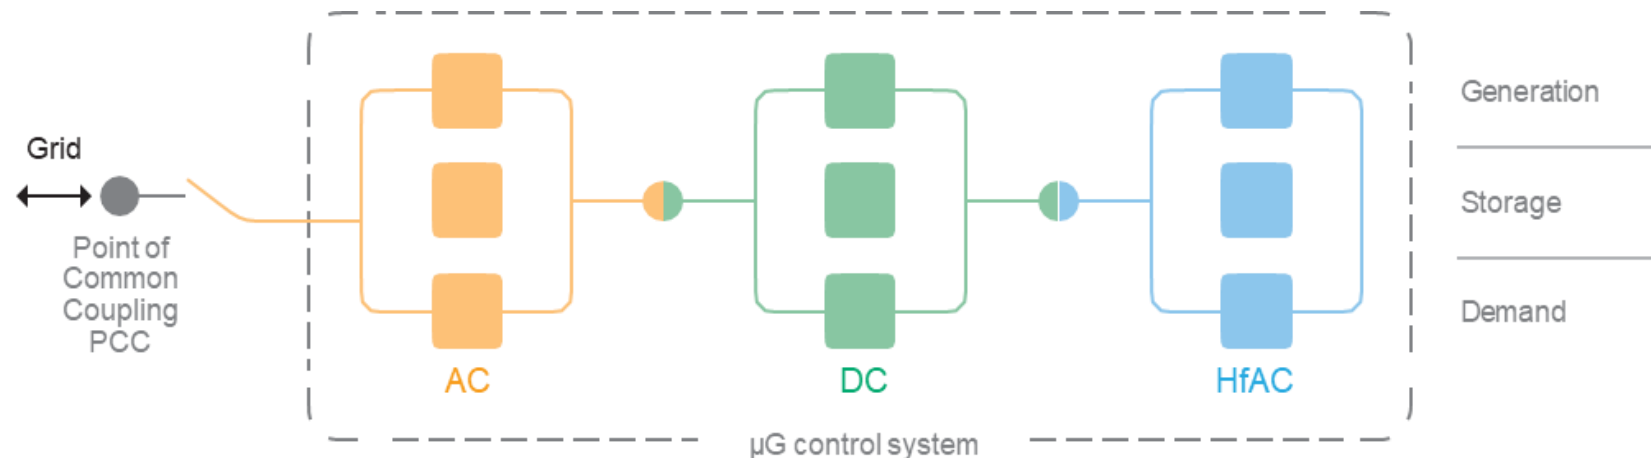 Grid
Point of
Common
Coupling
PCC
AC
DC
HfAC
µG control system
Generation
Storage
Demand